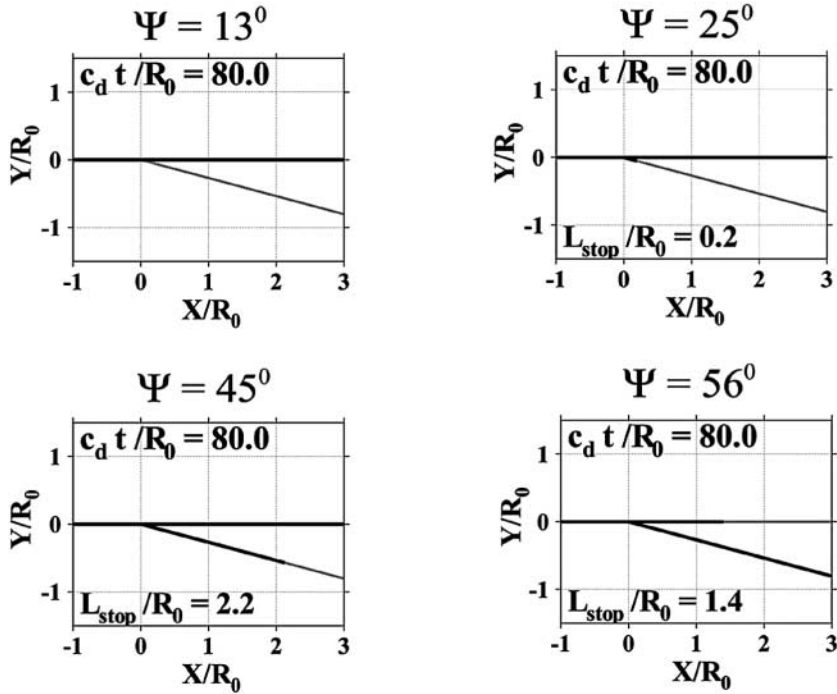 Ψ = 13⁰
c_d t /R_0 = 80.0
1
0
-1
Y/R_0
-1 0 1 2 3
X/R_0
Ψ = 25⁰
c_d t /R_0 = 80.0
1
0
-1
Y/R_0
L_stop /R_0 = 0.2
-1 0 1 2 3
X/R_0
Ψ = 45⁰
c_d t /R_0 = 80.0
1
0
-1
Y/R_0
L_stop /R_0 = 2.2
-1 0 1 2 3
X/R_0
Ψ = 56⁰
c_d t /R_0 = 80.0
1
0
-1
Y/R_0
L_stop /R_0 = 1.4
-1 0 1 2 3
X/R_0